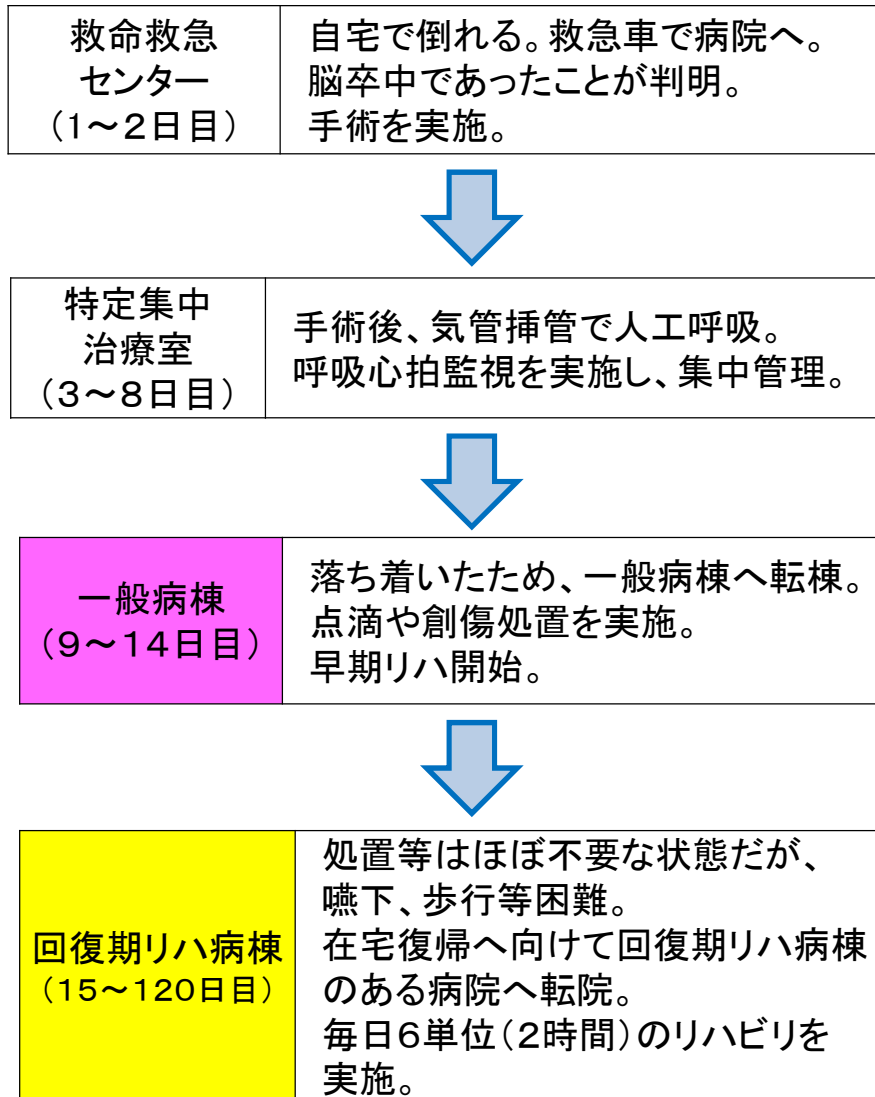 救命救急
センター
（1～2日目）
自宅で倒れる。救急車で病院へ。
脳卒中であったことが判明。
手術を実施。
特定集中
治療室
（3～8日目）
手術後、気管挿管で人工呼吸。
呼吸心拍監視を実施し、集中管理。
一般病棟
（9～14日目）
落ち着いたため、一般病棟へ転棟。
点滴や創傷処置を実施。
早期リハ開始。
回復期リハ病棟
（15～120日目）
処置等はほぼ不要な状態だが、
嚥下、歩行等困難。
在宅復帰へ向けて回復期リハ病棟
のある病院へ転院。
毎日6単位（2時間）のリハビリを
実施。